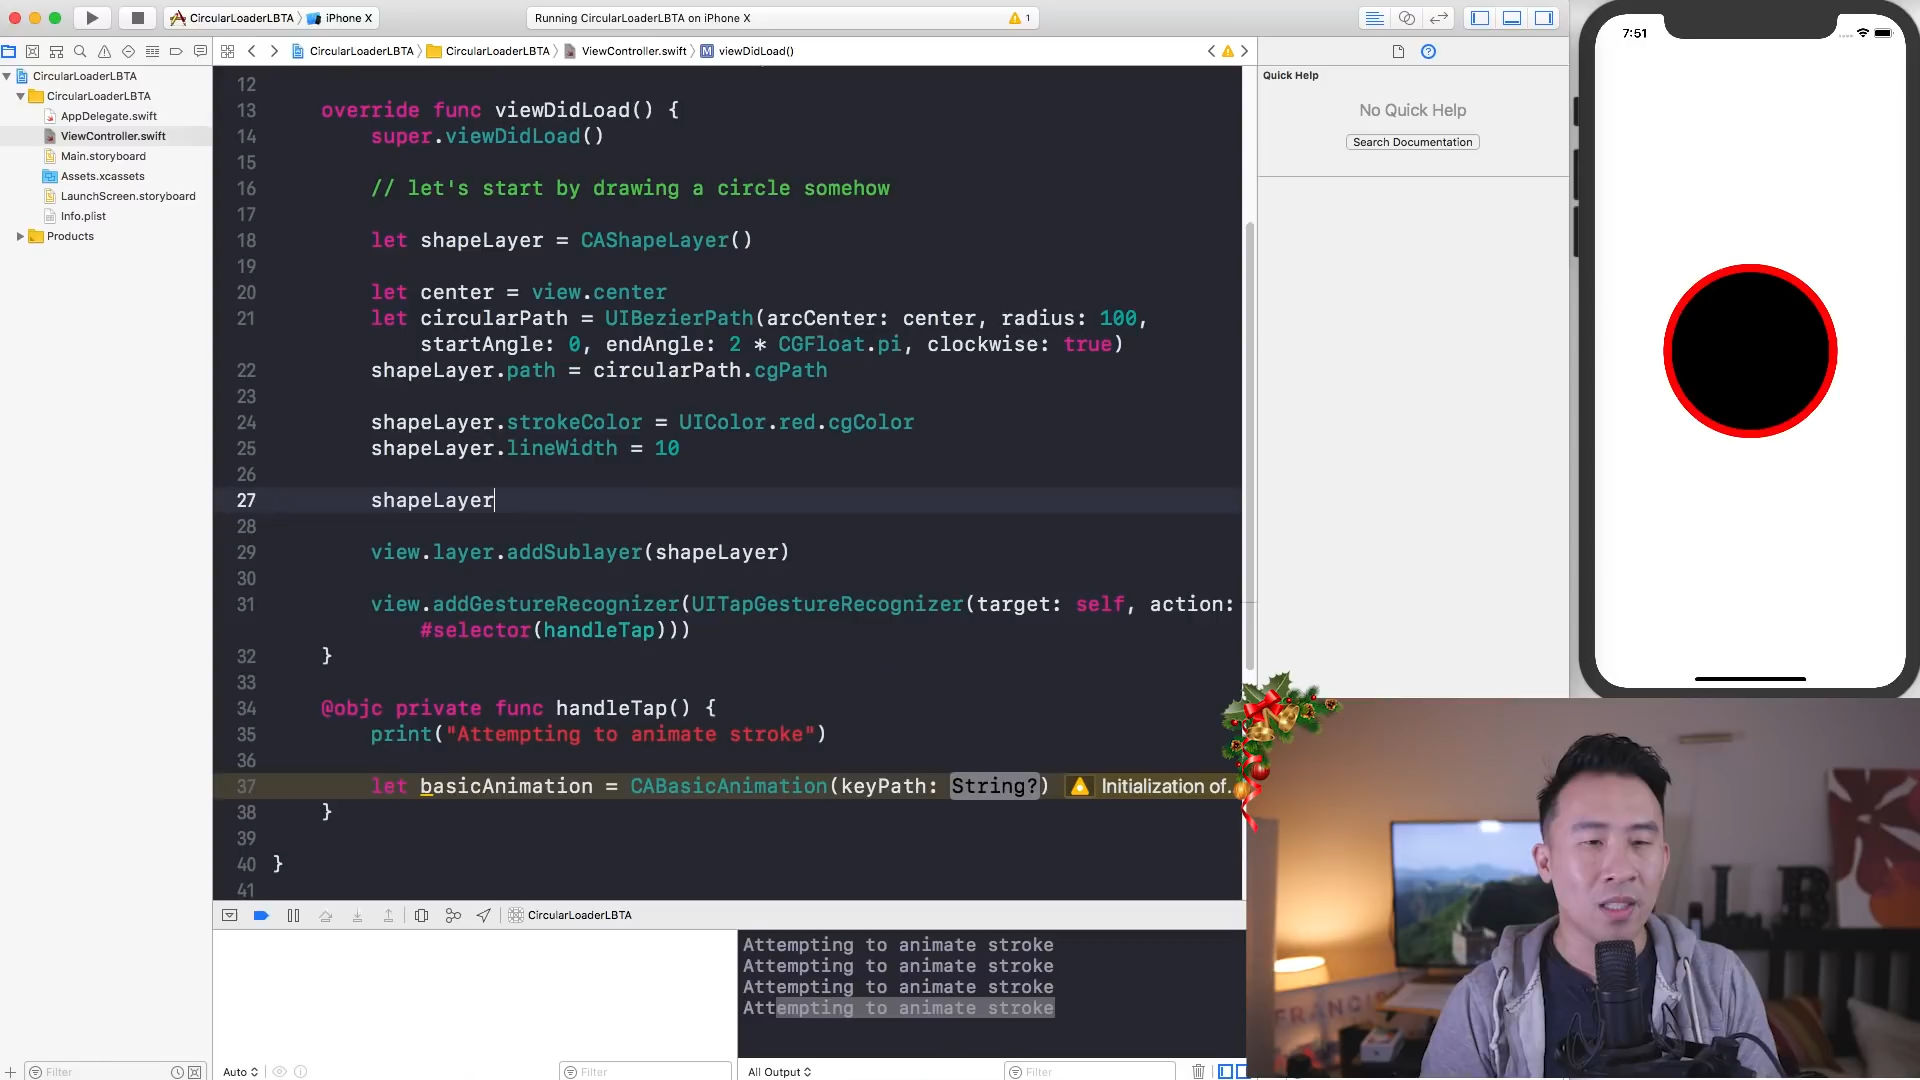 CircularLoaderLBTA
iPhone X
Running CircularLoaderLBTA on iPhone X
1
CircularLoaderLBTA
CircularLoaderLBTA
ViewController.swift
M
viewDidLoad()
CircularLoaderLBTA
CircularLoaderLBTA
AppDelegate.swift
ViewController.swift
Main.storyboard
Assets.xcassets
LaunchScreen.storyboard
Info.plist
Products
12
13 override func viewDidLoad() {
14 super.viewDidLoad()
15
16 // let's start by drawing a circle somehow
17
18 let shapeLayer = CAShapeLayer()
19
20 let center = view.center
21 let circularPath = UIBezierPath(arcCenter: center, radius: 100,
startAngle: 0, endAngle: 2 * CGFloat.pi, clockwise: true)
22 shapeLayer.path = circularPath.cgPath
23
24 shapeLayer.strokeColor = UIColor.red.cgColor
25 shapeLayer.lineWidth = 10
26
27 shapeLayer
28
29 view.layer.addSublayer(shapeLayer)
30
31 view.addGestureRecognizer(UITapGestureRecognizer(target: self, action:
#selector(handleTap)))
32 }
33
34 @objc private func handleTap() {
35 print("Attempting to animate stroke")
36
37 let basicAnimation = CABasicAnimation(keyPath: String?) Initialization of.
38 }
39
40 }
41
CircularLoaderLBTA
Attempting to animate stroke
Attempting to animate stroke
Attempting to animate stroke
Attempting to animate stroke
Filter
Auto
Filter
All Output
Filter
Quick Help
No Quick Help
Search Documentation
7:51
L B